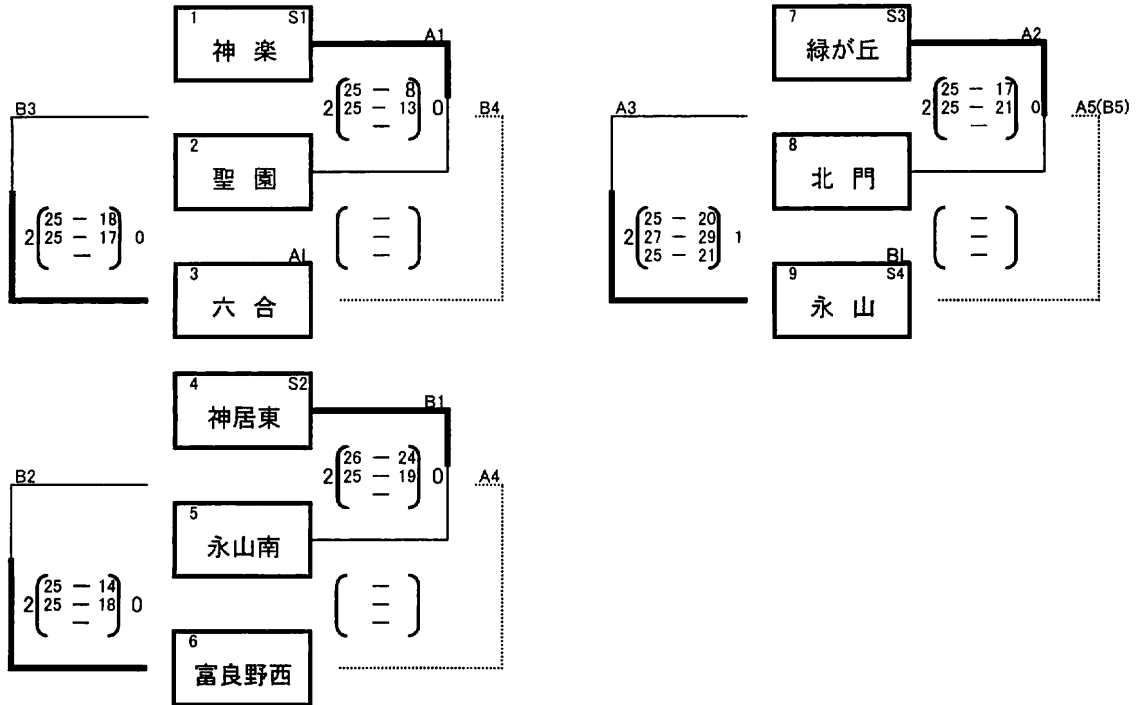 1 S1
神 楽
A1
2 ( 25 — 8
25 — 13
— ) 0
B3
B4
2
聖 園
2 ( 25 — 18
25 — 17
— ) 0
( —
—
— )
A1
3
六 合
4 S2
神居東
B1
2 ( 26 — 24
25 — 19
— ) 0
B2
A4
5
永山南
2 ( 25 — 14
25 — 18
— ) 0
( —
—
— )
6
富良野西
7 S3
緑が丘
A2
2 ( 25 — 17
25 — 21
— ) 0
A3
A5(B5)
8
北 門
2 ( 25 — 20
27 — 29
25 — 21 ) 1
( —
—
— )
B1
9 S4
永 山